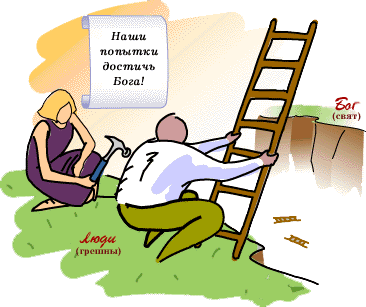 Наши
попытки
достичь
Бога!
Бог
(свят)
люди
(грешны)